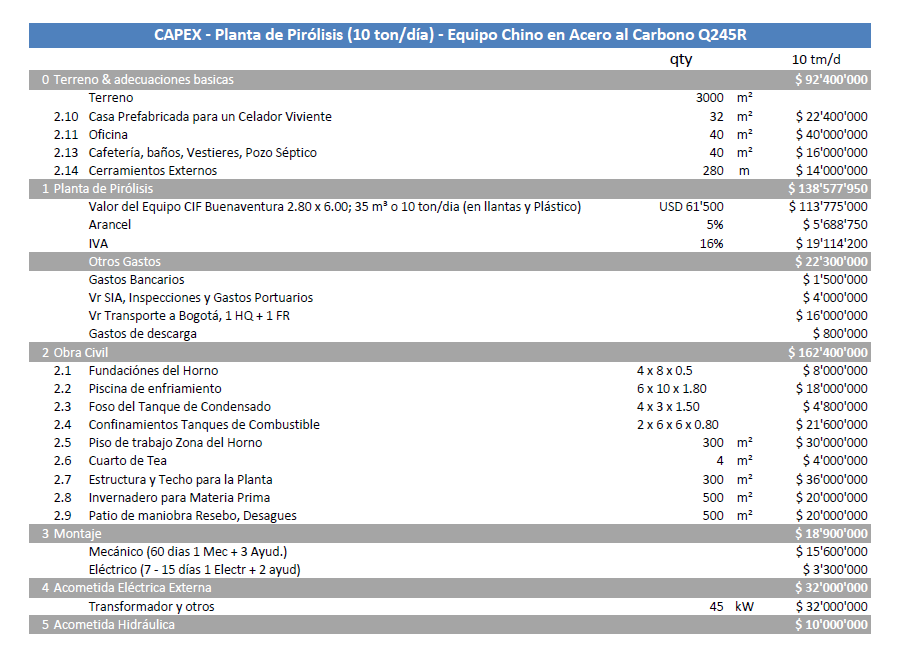 CAPEX - Planta de Pirólisis (10 ton/día) - Equipo Chino en Acero al Carbono Q245R
qty 10 tm/d
0 Terreno & adecuaciones basicas $ 92'400'000
Terreno 3000 m²
2.10 Casa Prefabricada para un Celador Viviente 32 m² $ 22'400'000
2.11 Oficina 40 m² $ 40'000'000
2.13 Cafetería, baños, Vestieres, Pozo Séptico 40 m² $ 16'000'000
2.14 Cerramientos Externos 280 m $ 14'000'000
1 Planta de Pirólisis $ 138'577'950
Valor del Equipo CIF Buenaventura 2.80 x 6.00; 35 m³ o 10 ton/dia (en llantas y Plástico) USD 61'500 $ 113'775'000
Arancel 5% $ 5'688'750
IVA 16% $ 19'114'200
Otros Gastos $ 22'300'000
Gastos Bancarios $ 1'500'000
Vr SIA, Inspecciones y Gastos Portuarios $ 4'000'000
Vr Transporte a Bogotá, 1 HQ + 1 FR $ 16'000'000
Gastos de descarga $ 800'000
2 Obra Civil $ 162'400'000
2.1 Fundaciónes del Horno 4 x 8 x 0.5 $ 8'000'000
2.2 Piscina de enfriamiento 6 x 10 x 1.80 $ 18'000'000
2.3 Foso del Tanque de Condensado 4 x 3 x 1.50 $ 4'800'000
2.4 Confinamientos Tanques de Combustible 2 x 6 x 6 x 0.80 $ 21'600'000
2.5 Piso de trabajo Zona del Horno 300 m² $ 30'000'000
2.6 Cuarto de Tea 4 m² $ 4'000'000
2.7 Estructura y Techo para la Planta 300 m² $ 36'000'000
2.8 Invernadero para Materia Prima 500 m² $ 20'000'000
2.9 Patio de maniobra Resebo, Desagues 500 m² $ 20'000'000
3 Montaje $ 18'900'000
Mecánico (60 dias 1 Mec + 3 Ayud.) $ 15'600'000
Eléctrico (7 - 15 días 1 Electr + 2 ayud) $ 3'300'000
4 Acometida Eléctrica Externa $ 32'000'000
Transformador y otros 45 kW $ 32'000'000
5 Acometida Hidráulica $ 10'000'000